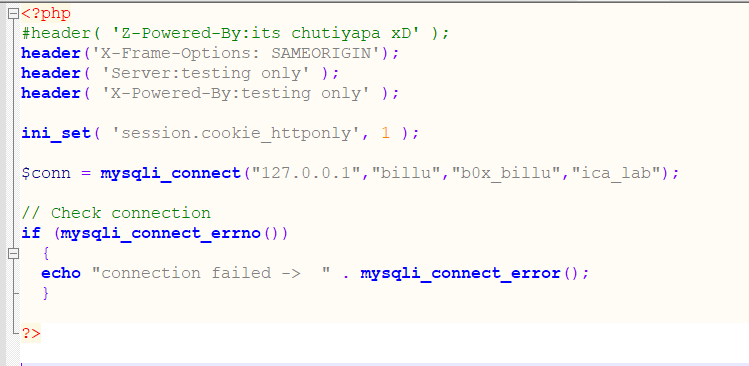 <?php
#header( 'Z-Powered-By:its chutiyapa xD' );
header('X-Frame-Options: SAMEORIGIN');
header( 'Server:testing only' );
header( 'X-Powered-By:testing only' );
ini_set( 'session.cookie_httponly', 1 );
$conn = mysqli_connect("127.0.0.1","billu","b0x_billu","ica_lab");
// Check connection
if (mysqli_connect_errno())
{
echo "connection failed ->  " . mysqli_connect_error();
}
?>